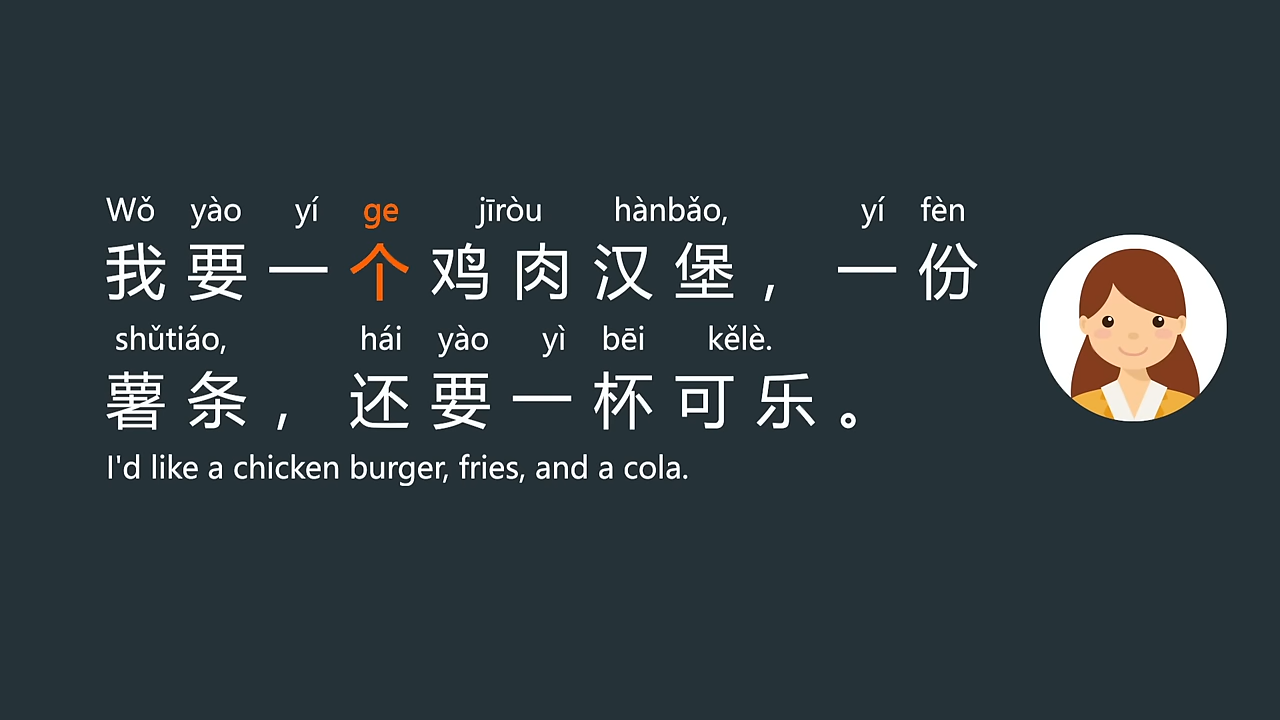 Wǒ yào yí ge jīròu hànbǎo, yí fèn
我要一个鸡肉汉堡，一份
shǔtiáo, hái yào yì bēi kělè.
薯条，还要一杯可乐。
I'd like a chicken burger, fries, and a cola.